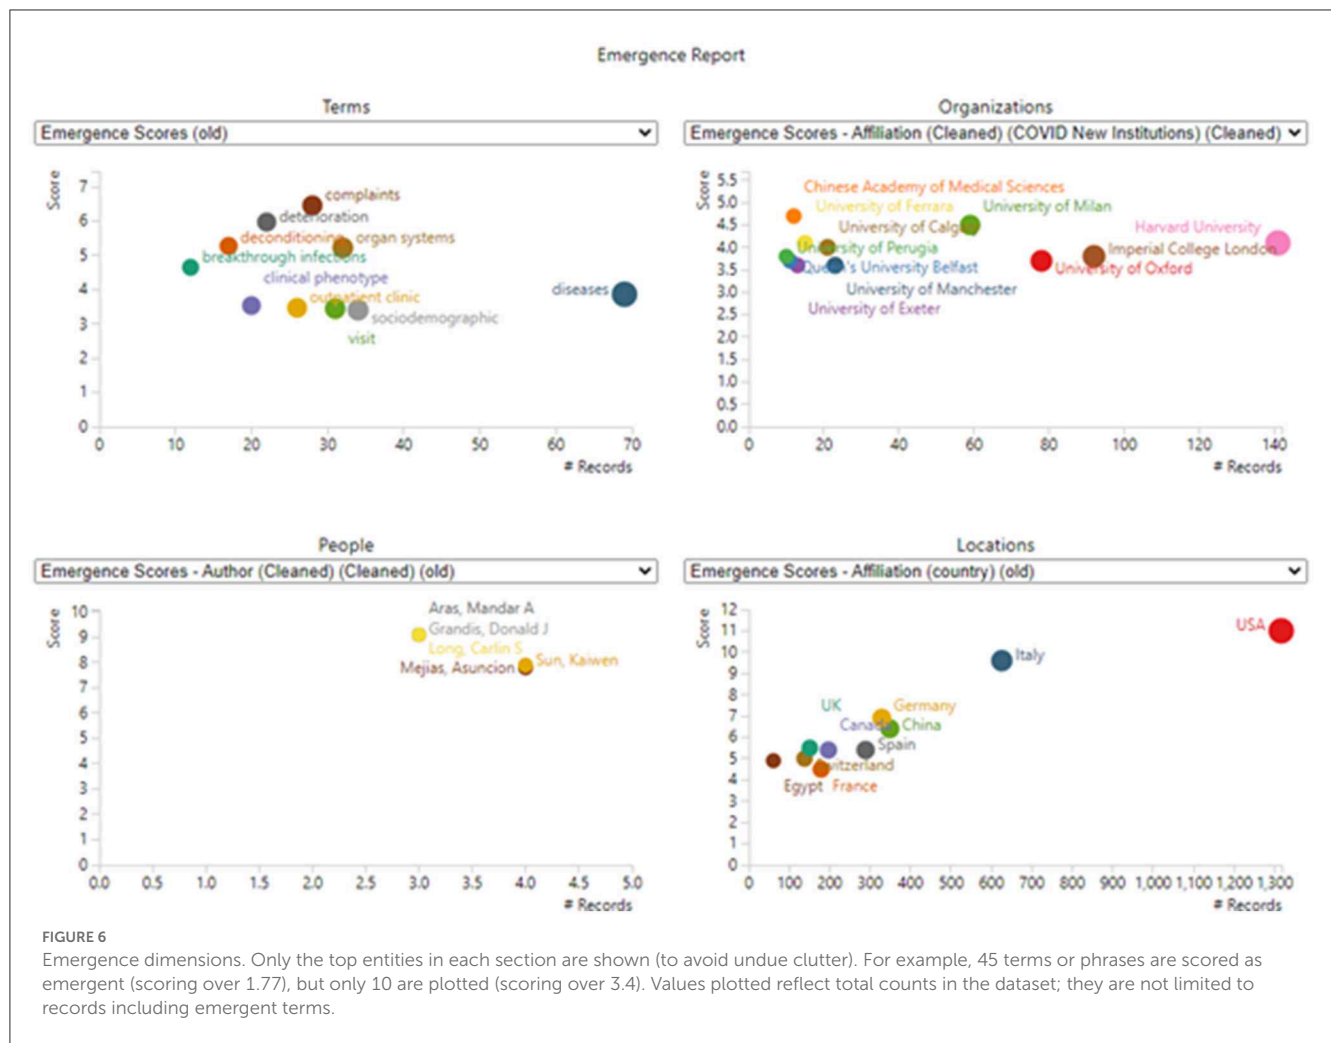 Emergence Report
Terms
Emergence Scores (old)
Score
7
6
5
4
3
2
1
0
complaints
deterioration
deconditioning
organ systems
breakthrough infections
clinical phenotype
outpatient clinic
diseases
sociodemographic
visit
0 10 20 30 40 50 60 70
# Records
Organizations
Emergence Scores - Affiliation (Cleaned) (COVID New Institutions) (Cleaned)
Score
5.5
5.0
4.5
4.0
3.5
3.0
2.5
2.0
1.5
1.0
0.5
0.0
Chinese Academy of Medical Sciences
University of Ferrara
University of Milan
University of Calg
Harvard University
University of Perugia
Imperial College London
Queen's University Belfast
University of Oxford
University of Manchester
University of Exeter
0 20 40 60 80 100 120 140
# Records
People
Emergence Scores - Author (Cleaned) (Cleaned) (old)
Score
10
9
8
7
6
5
4
3
2
1
0
Aras, Mandar A
Grandis, Donald J
Long, Carlin S
Mejias, Asuncion
Sun, Kaiwen
0.0 0.5 1.0 1.5 2.0 2.5 3.0 3.5 4.0 4.5 5.0
# Records
Locations
Emergence Scores - Affiliation (country) (old)
Score
12
11
10
9
8
7
6
5
4
3
2
1
0
USA
Italy
UK
Germany
Canada
China
Spain
witzerland
Egypt
France
0 100 200 300 400 500 600 700 800 900 1,000 1,100 1,200 1,300
# Records
FIGURE 6
Emergence dimensions. Only the top entities in each section are shown (to avoid undue clutter). For example, 45 terms or phrases are scored as
emergent (scoring over 1.77), but only 10 are plotted (scoring over 3.4). Values plotted reflect total counts in the dataset; they are not limited to
records including emergent terms.